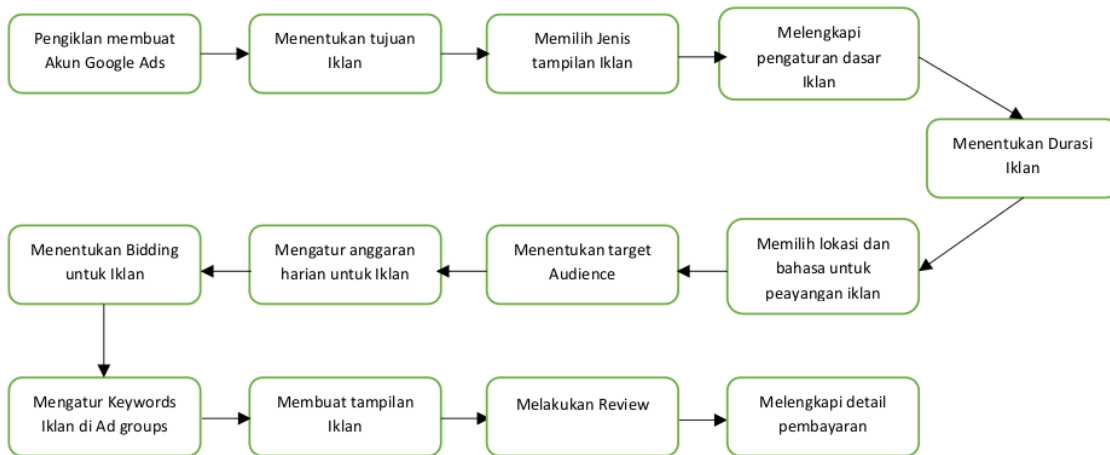 Pengiklan membuat
Akun Google Ads
Menentukan tujuan
Iklan
Memilih Jenis
tampilan Iklan
Melengkapi
pengaturan dasar
Iklan
Menentukan Durasi
Iklan
Memilih lokasi dan
bahasa untuk
peayangan iklan
Menentukan target
Audience
Mengatur anggaran
harian untuk Iklan
Menentukan Bidding
untuk Iklan
Mengatur Keywords
Iklan di Ad groups
Membuat tampilan
Iklan
Melakukan Review
Melengkapi detail
pembayaran